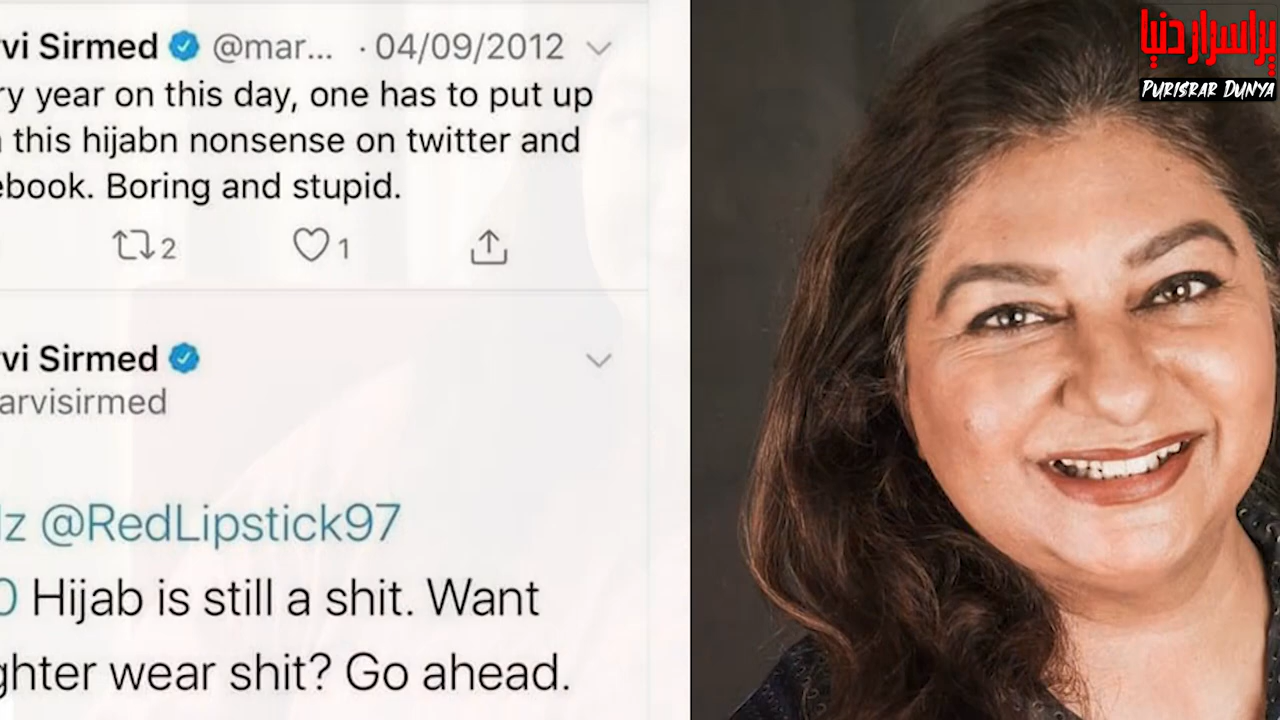 vi Sirmed @mar... · 04/09/2012
ry year on this day, one has to put up
this hijabn nonsense on twitter and
ebook. Boring and stupid.
2 1
vi Sirmed
arvisirmed
lz @RedLipstick97
0 Hijab is still a shit. Want
ghter wear shit? Go ahead.
پراسرار دنیا
PURISRAR DUNYA